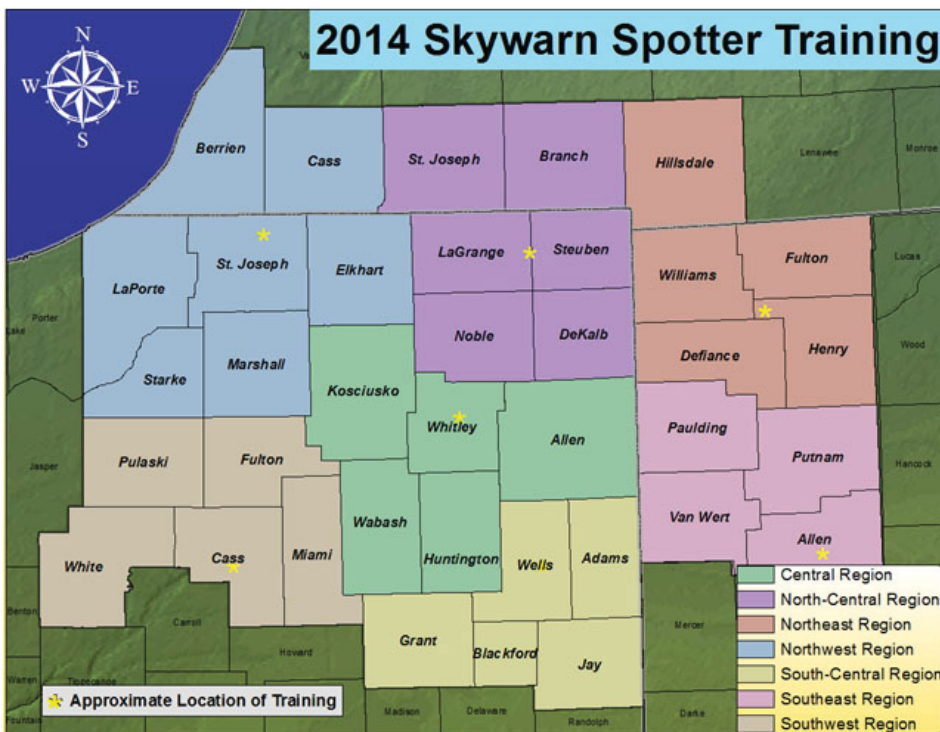 2014 Skywarn Spotter Training
N
W
E
S
Berrien
Cass
St. Joseph
Branch
Hillsdale
Lenawee
Monroe
LaPorte
St. Joseph
Elkhart
LaGrange
Steuben
Williams
Fulton
Lucas
Lake
Porter
Noble
DeKalb
Defiance
Henry
Wood
Starke
Marshall
Kosciusko
Whitley
Allen
Paulding
Putnam
Hancock
Jasper
Pulaski
Fulton
Wabash
Huntington
Wells
Adams
Van Wert
Allen
White
Cass
Miami
Benton
Carroll
Howard
Grant
Blackford
Jay
Mercer
Warren
Tippecanoe
Fountain
Madison
Delaware
Randolph
Darke
Approximate Location of Training
Central Region
North-Central Region
Northeast Region
Northwest Region
South-Central Region
Southeast Region
Southwest Region